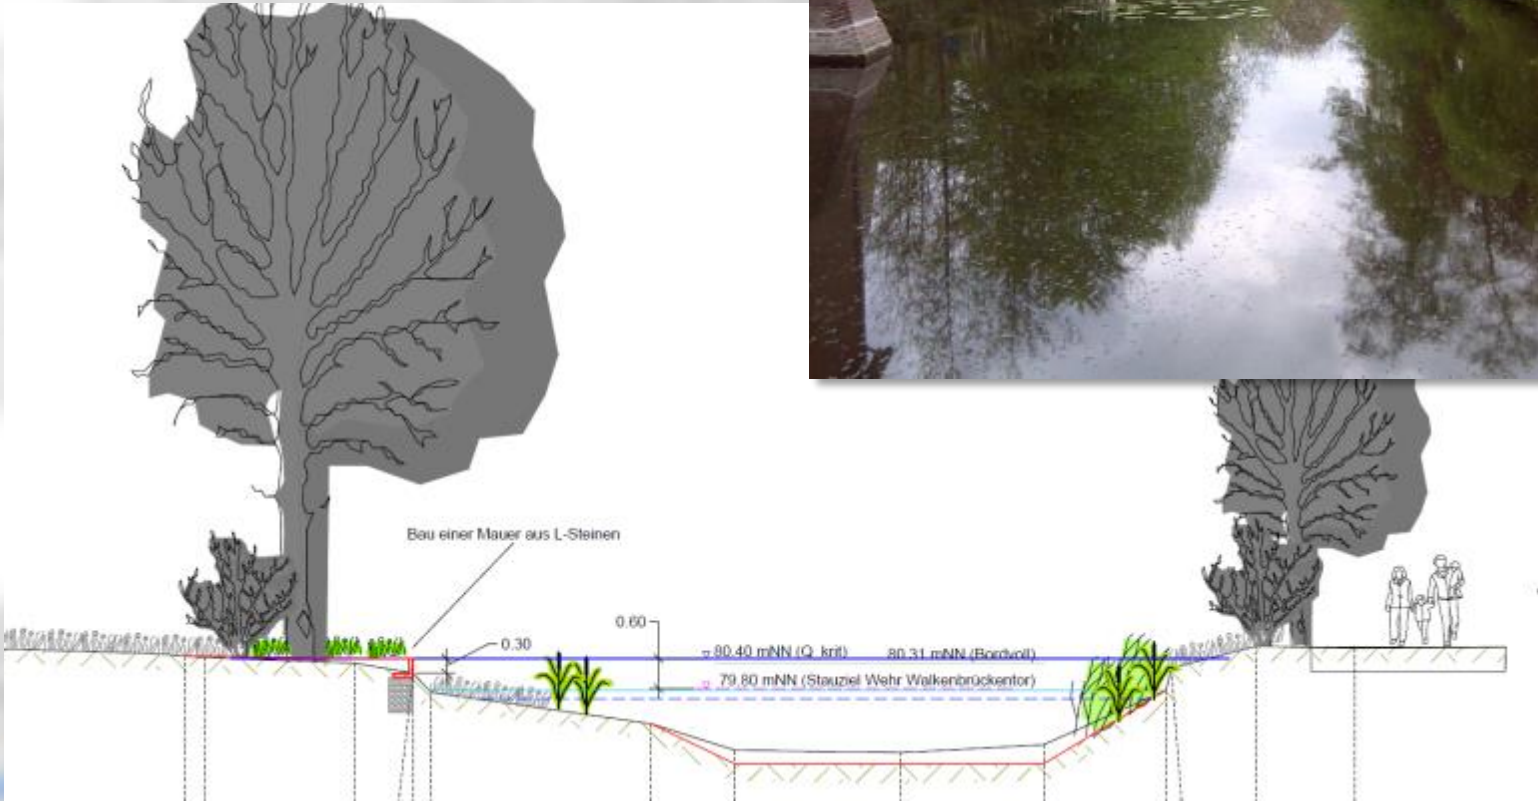 Bau einer Mauer aus L-Steinen
0.30
0.60
80.40 mNN (Q_krit)
80.31 mNN (Bordvoll)
79.80 mNN (Stauziel Wehr Walkenbrückentor)